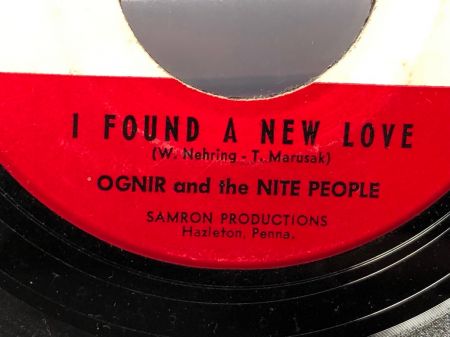 I FOUND A NEW LOVE
(W. Nehring - T. Marusak)
OGNIR and the NITE PEOPLE
SAMRON PRODUCTIONS
Hazleton, Penna.